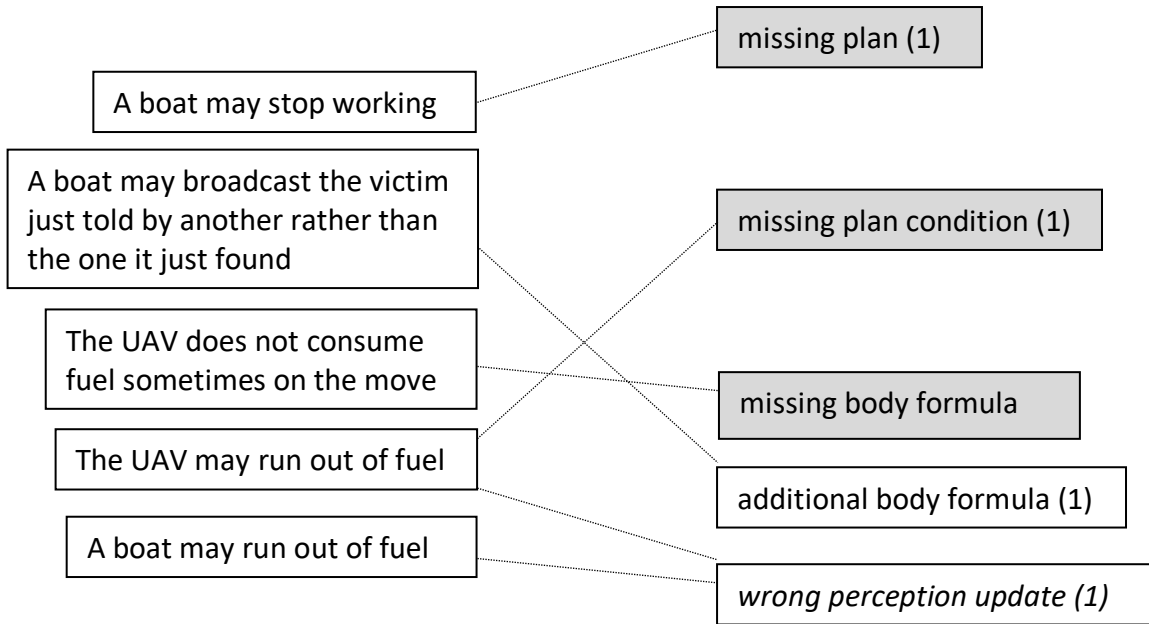 missing plan (1)
A boat may stop working
A boat may broadcast the victim
just told by another rather than
the one it just found
missing plan condition (1)
The UAV does not consume
fuel sometimes on the move
missing body formula
The UAV may run out of fuel
additional body formula (1)
A boat may run out of fuel
wrong perception update (1)